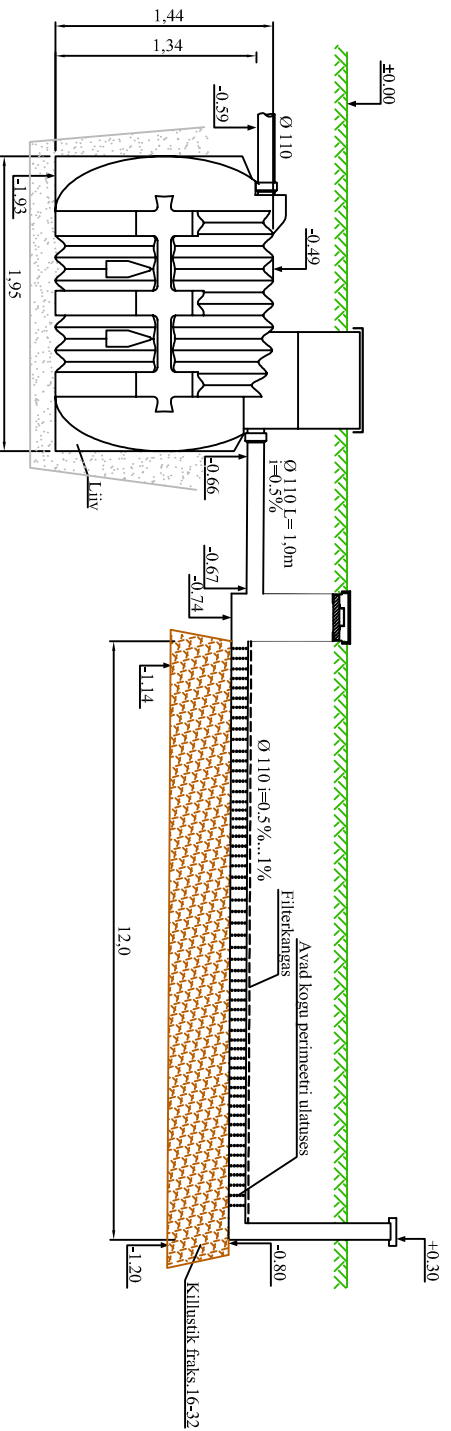 1,44
1,34
±0.00
Ø 110
-0.59
-0.49
-1.93
1,95
Liiv
-0.66
Ø 110 L= 1,0m
i=0.5%
-0.67
-0.74
-1.14
Ø 110 i=0.5%...1%
Filterkangas
Avad kogu perimeetri ulatuses
12,0
+0.30
-0.80
-1.20
Killustik fraks.16-32